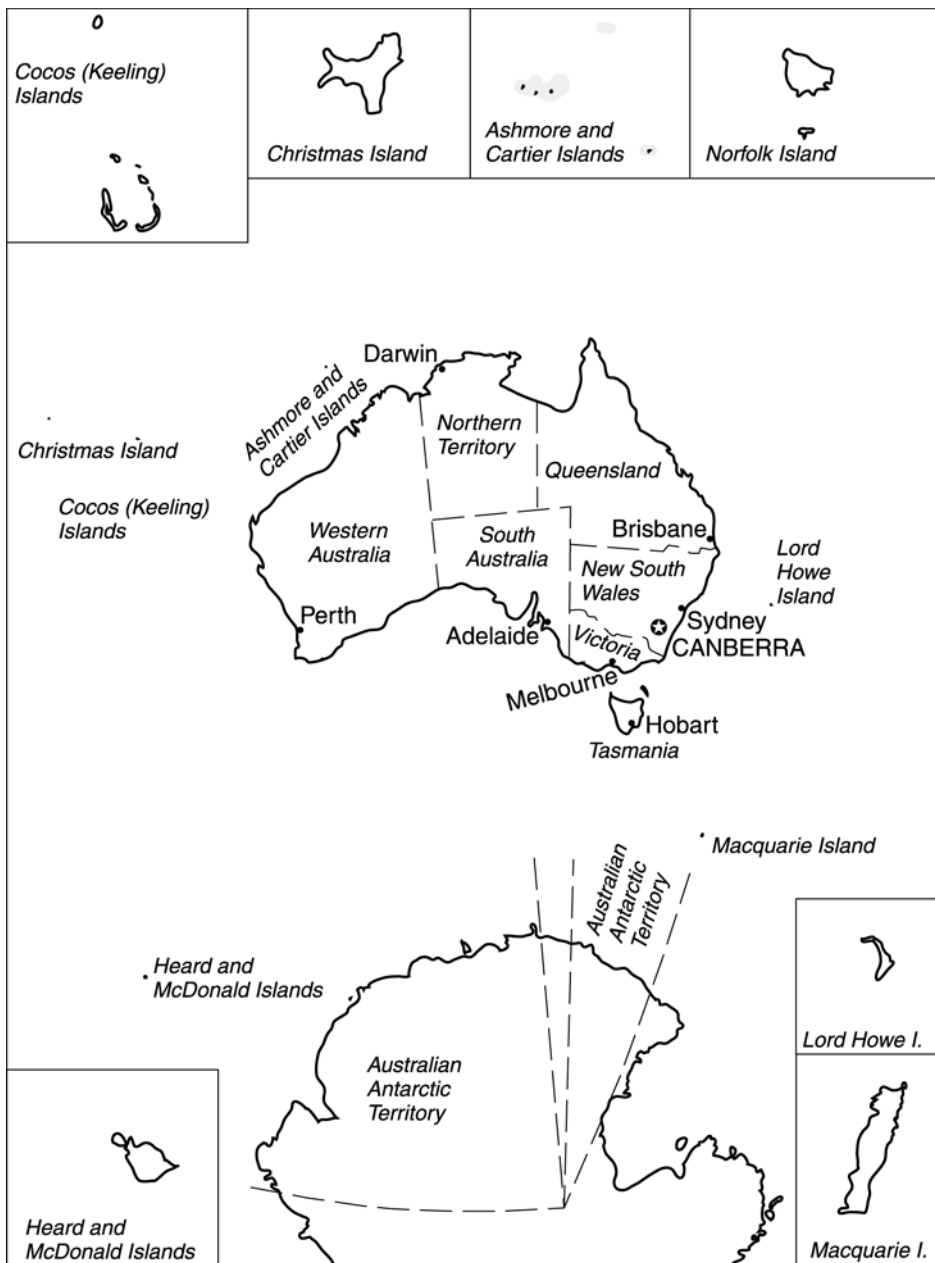 Cocos (Keeling)
Islands
Christmas Island
Ashmore and
Cartier Islands
Norfolk Island
Darwin
Ashmore and
Cartier Islands
Northern
Territory
Christmas Island
Queensland
Cocos (Keeling)
Islands
Western
Australia
South
Australia
Brisbane
New South
Wales
Lord
Howe
Island
Perth
Adelaide
Victoria
Sydney
CANBERRA
Melbourne
Hobart
Tasmania
Macquarie Island
Australian
Antarctic
Territory
Heard and
McDonald Islands
Lord Howe I.
Australian
Antarctic
Territory
Heard and
McDonald Islands
Macquarie I.